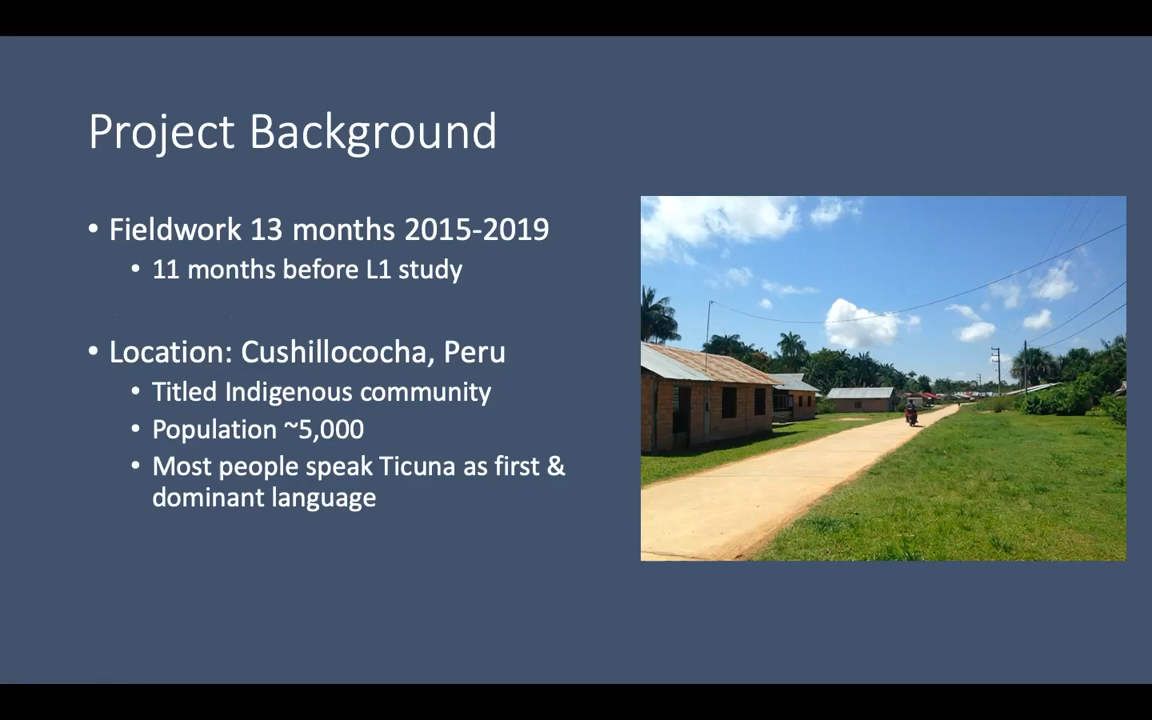 Project Background
• Fieldwork 13 months 2015-2019
• 11 months before L1 study
• Location: Cushillococha, Peru
• Titled Indigenous community
• Population ~5,000
• Most people speak Ticuna as first &
dominant language